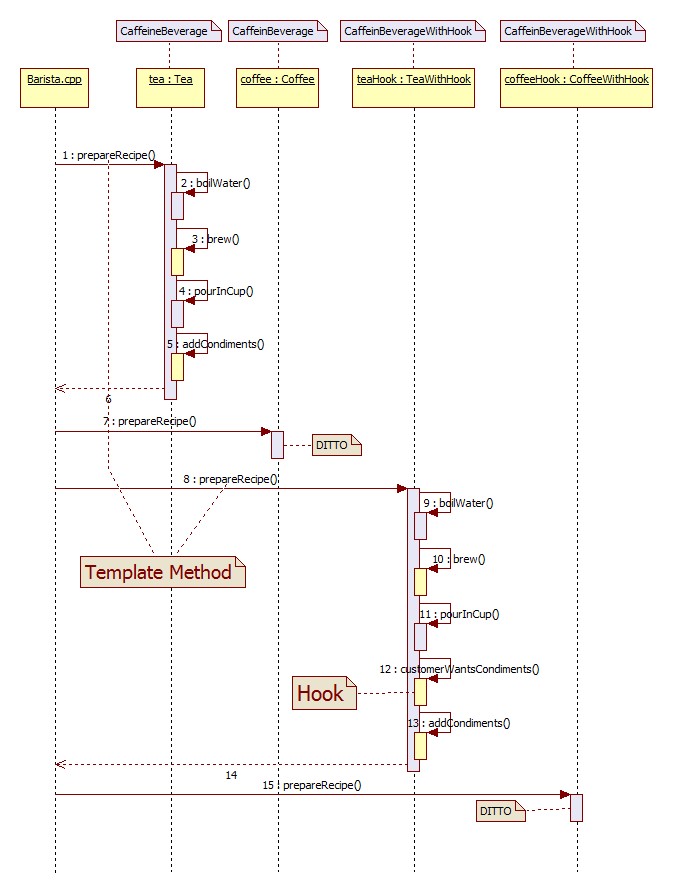 CaffeineBeverage
CaffeinBeverage
CaffeinBeverageWithHook
CaffeinBeverageWithHook
Barista.cpp
tea : Tea
coffee : Coffee
teaHook : TeaWithHook
coffeeHook : CoffeeWithHook
1 : prepareRecipe()
2 : boilWater()
3 : brew()
4 : pourInCup()
5 : addCondiments()
6
7 : prepareRecipe()
DITTO
8 : prepareRecipe()
9 : boilWater()
10 : brew()
Template Method
11 : pourInCup()
12 : customerWantsCondiments()
Hook
13 : addCondiments()
14
15 : prepareRecipe()
DITTO